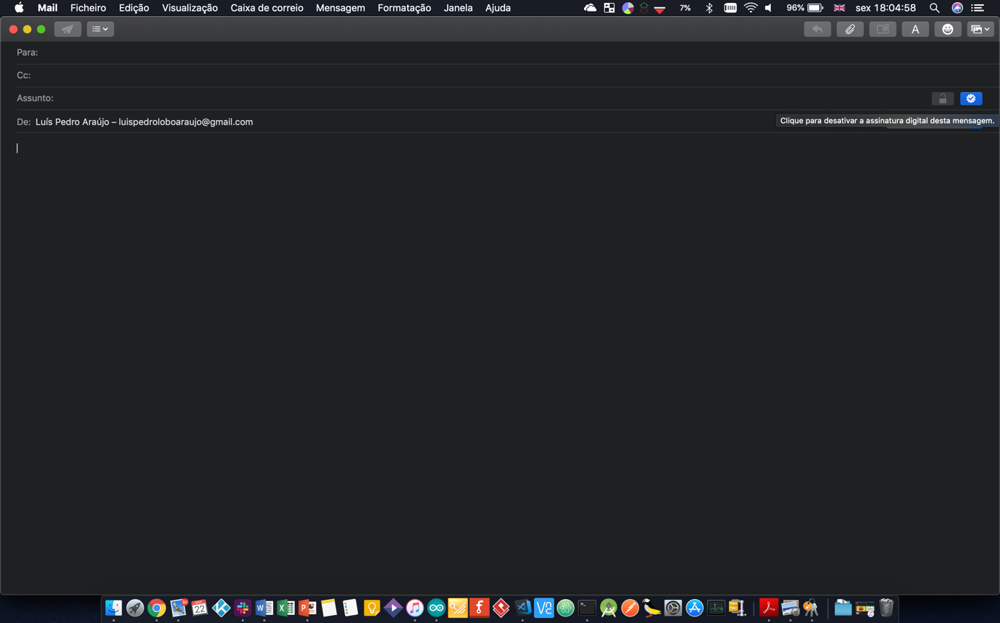 Mail Ficheiro Edição Visualização Caixa de correio Mensagem Formatação Janela Ajuda 7% 96% sex 18:04:58
A
Para:
Cc:
Assunto:
De: Luís Pedro Araújo – luispedroloboaraujo@gmail.com
Clique para desativar a assinatura digital desta mensagem.